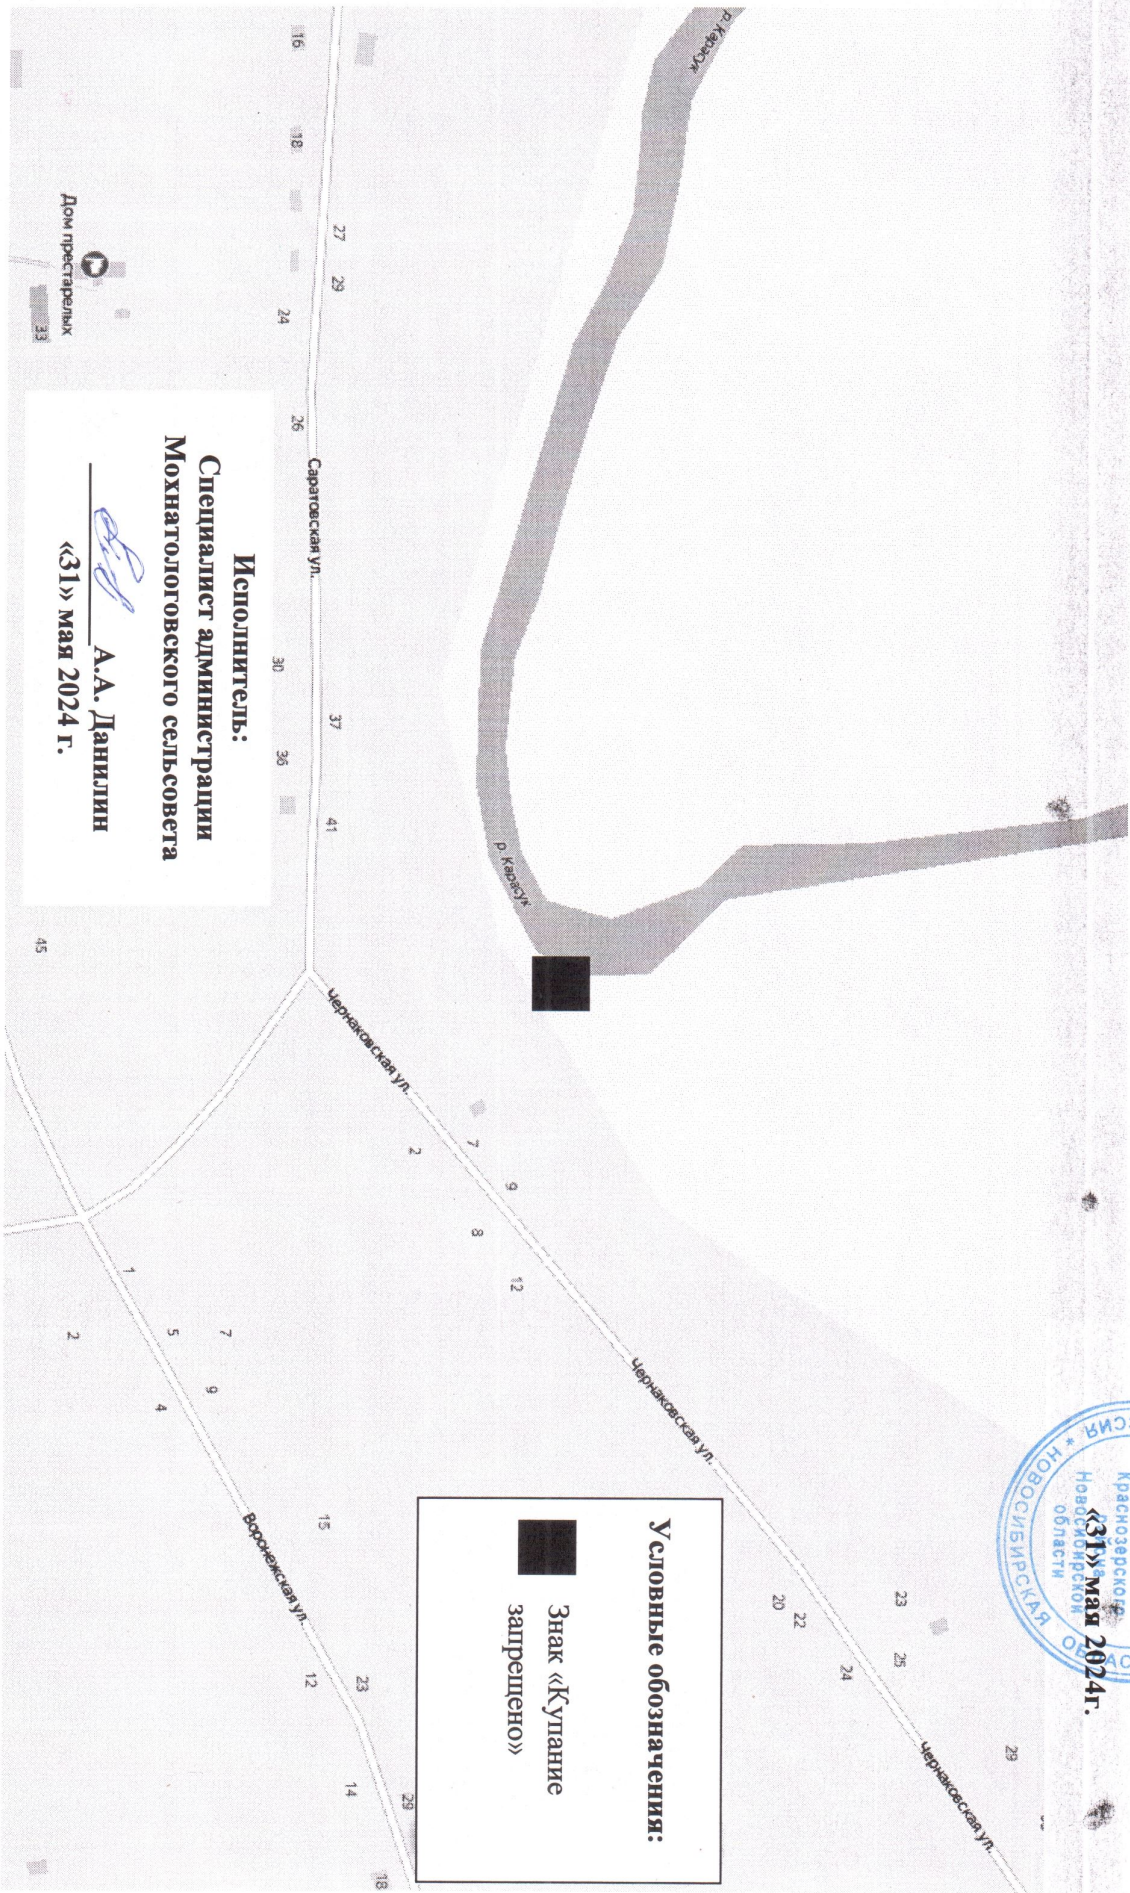 Краснозерского
района
Новосибирской
области
ССИЯ * НОВОСИБИРСКАЯ ОБЛАС
«31» мая 2024г.
р. Карасук
р. Карасук
29
Чернаковская ул.
23
25
24
22
20
Чернаковская ул.
12
9
8
7
2
Чернаковская ул.
Условные обозначения:
Знак «Купание
запрещено»
16
18
27
29
24
26
Саратовская ул.
30
37
36
41
45
29
18
14
23
12
15
Воронежская ул.
7
9
5
4
1
2
Дом престарелых
33
Исполнитель:
Специалист администрации
Мохнатологовского сельсовета
А.А. Данилин
«31» мая 2024 г.